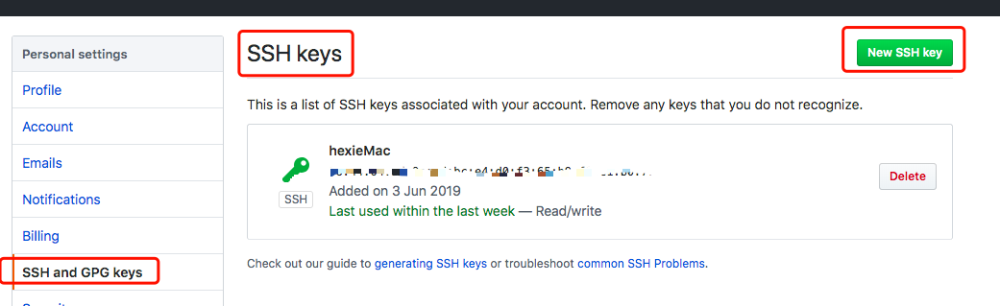 Personal settings
Profile
Account
Emails
Notifications
Billing
SSH and GPG keys
SSH keys
New SSH key
This is a list of SSH keys associated with your account. Remove any keys that you do not recognize.
hexieMac
SSH
Added on 3 Jun 2019
Last used within the last week — Read/write
Delete
Check out our guide to generating SSH keys or troubleshoot common SSH Problems.